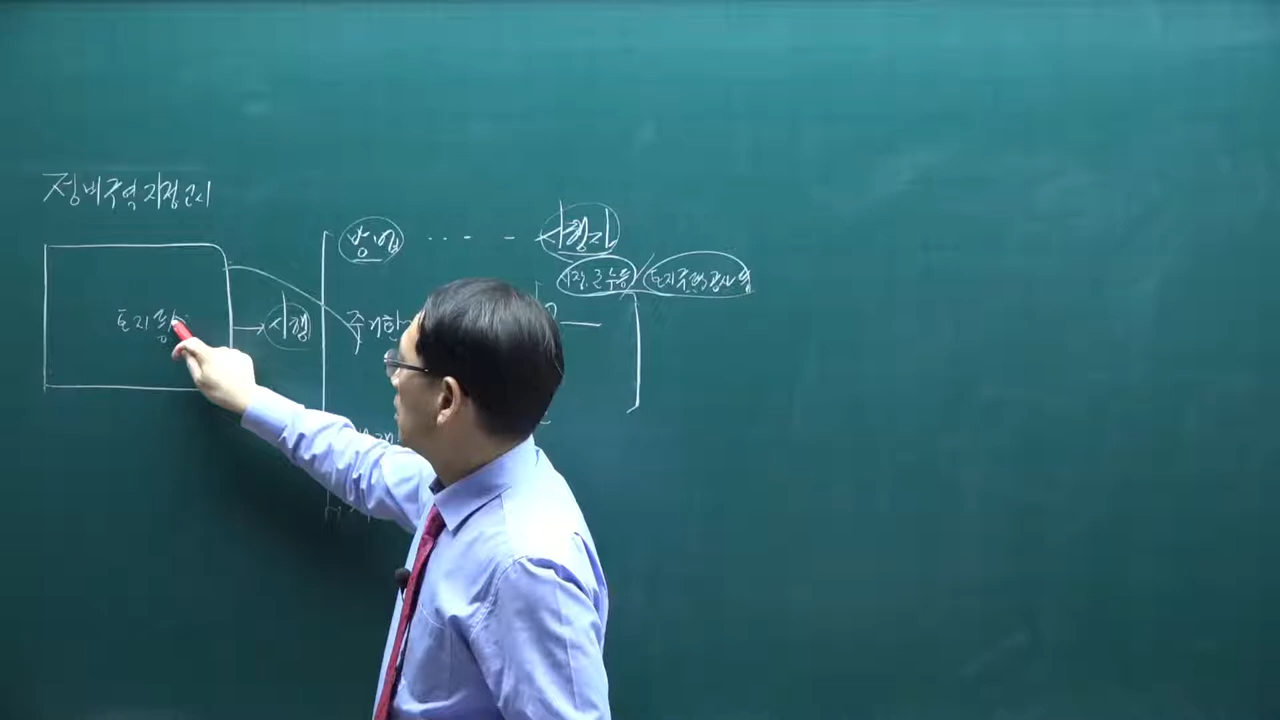 정비구역 지정고시
방법 ---- 시행자
시장.군수등 / 토지주택공사 등
토지등
시행
주거환